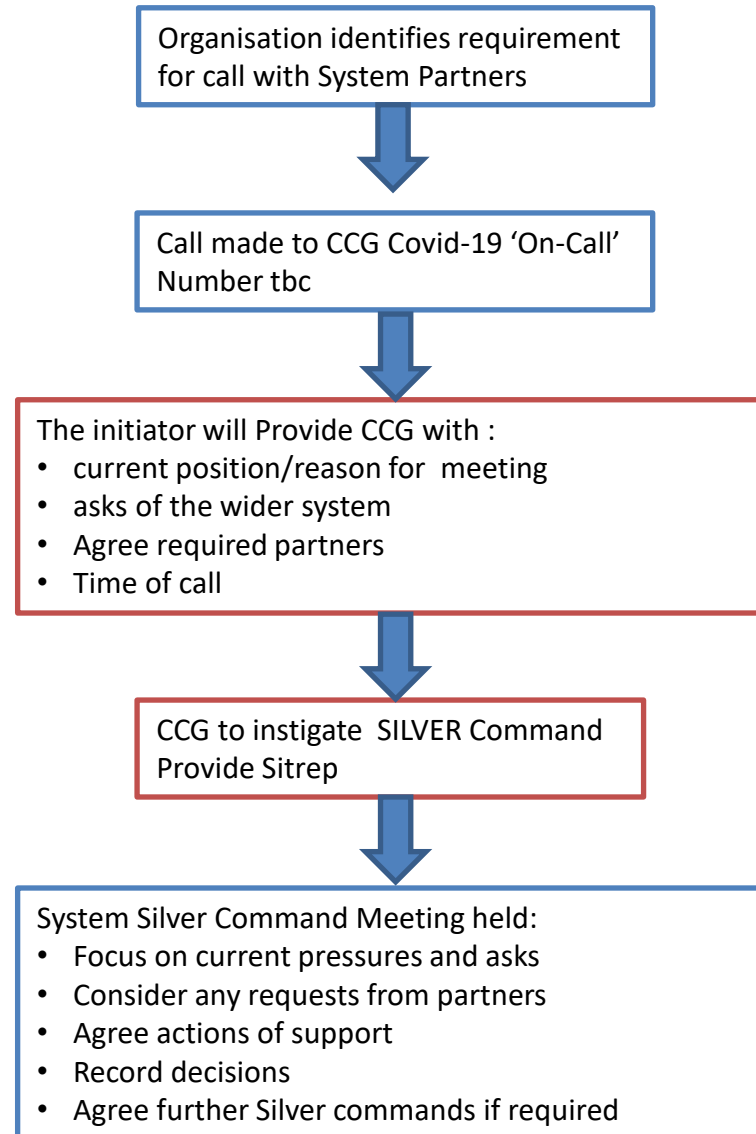 Organisation identifies requirement
for call with System Partners
Call made to CCG Covid-19 ‘On-Call’
Number tbc
The initiator will Provide CCG with :
• current position/reason for meeting
• asks of the wider system
• Agree required partners
• Time of call
CCG to instigate SILVER Command
Provide Sitrep
System Silver Command Meeting held:
• Focus on current pressures and asks
• Consider any requests from partners
• Agree actions of support
• Record decisions
• Agree further Silver commands if required